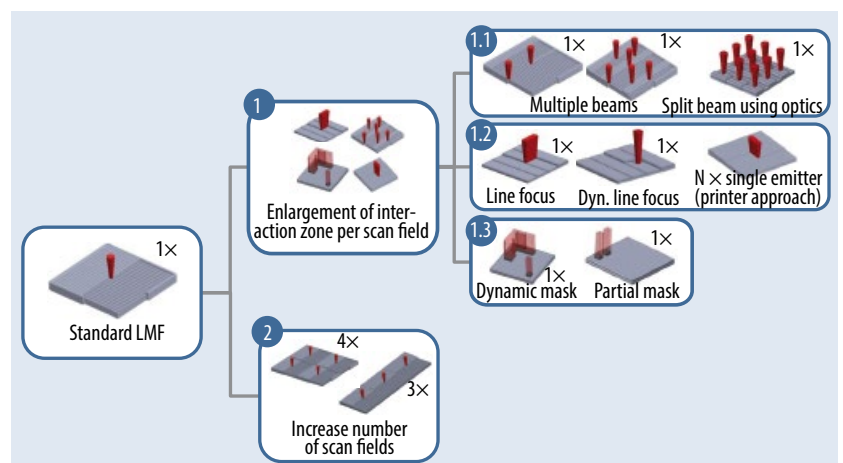 1×
Standard LMF
1
Enlargement of inter-
action zone per scan field
2
4×
3×
Increase number
of scan fields
1.1
1×
1×
1×
Multiple beams
Split beam using optics
1.2
1×
1×
Line focus
Dyn. line focus
N × single emitter
(printer approach)
1.3
1×
1×
Dynamic mask
Partial mask